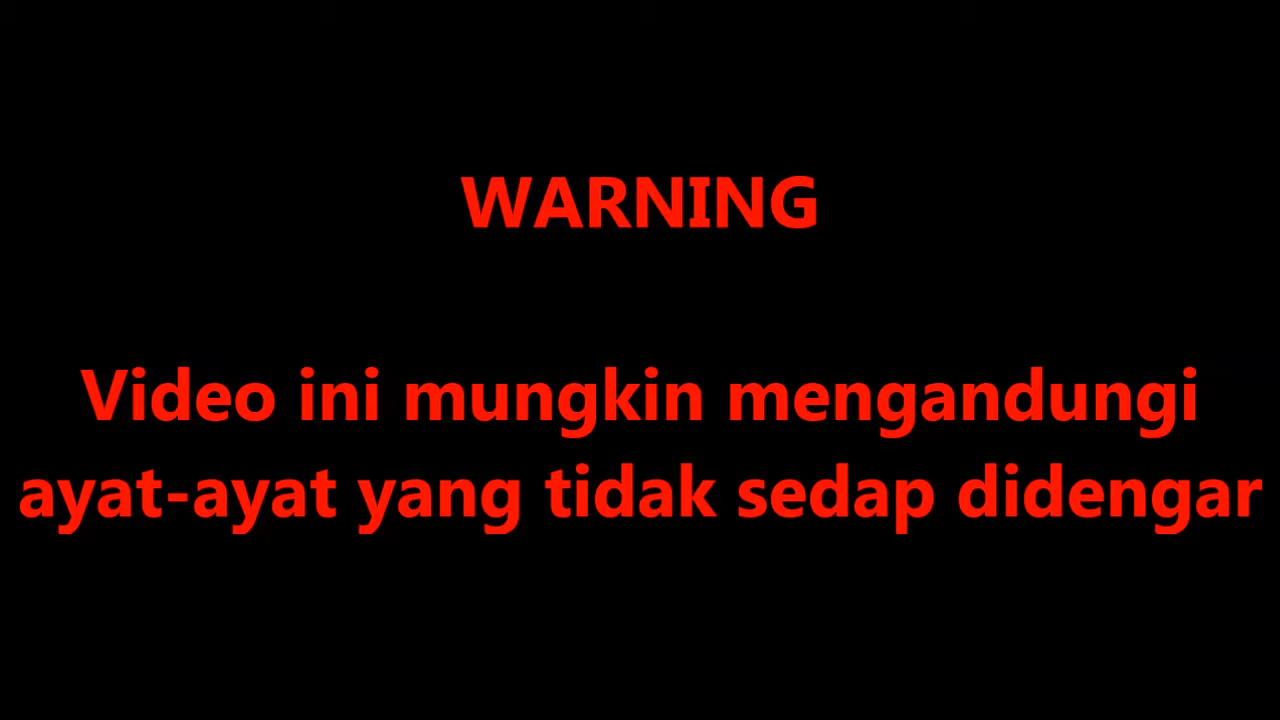 WARNING
Video ini mungkin mengandungi
ayat-ayat yang tidak sedap didengar